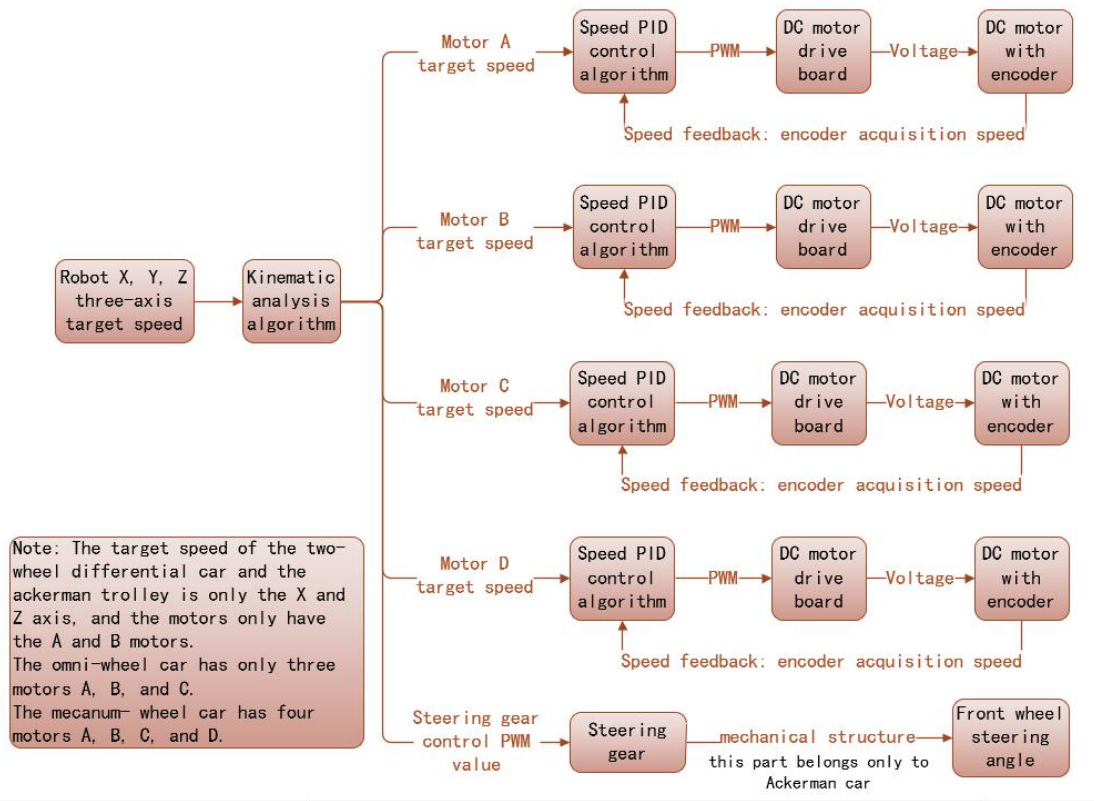 Motor A
target speed
Speed PID
control
algorithm
PWM
DC motor
drive
board
Voltage
DC motor
with
encoder
Speed feedback: encoder acquisition speed
Motor B
target speed
Speed PID
control
algorithm
PWM
DC motor
drive
board
Voltage
DC motor
with
encoder
Speed feedback: encoder acquisition speed
Robot X, Y, Z
three-axis
target speed
Kinematic
analysis
algorithm
Motor C
target speed
Speed PID
control
algorithm
PWM
DC motor
drive
board
Voltage
DC motor
with
encoder
Speed feedback: encoder acquisition speed
Motor D
target speed
Speed PID
control
algorithm
PWM
DC motor
drive
board
Voltage
DC motor
with
encoder
Speed feedback: encoder acquisition speed
Note: The target speed of the two-
wheel differential car and the
ackerman trolley is only the X and
Z axis, and the motors only have
the A and B motors.
The omni-wheel car has only three
motors A, B, and C.
The mecanum- wheel car has four
motors A, B, C, and D.
Steering gear
control PWM
value
Steering
gear
mechanical structure
this part belongs only to
Ackerman car
Front wheel
steering
angle